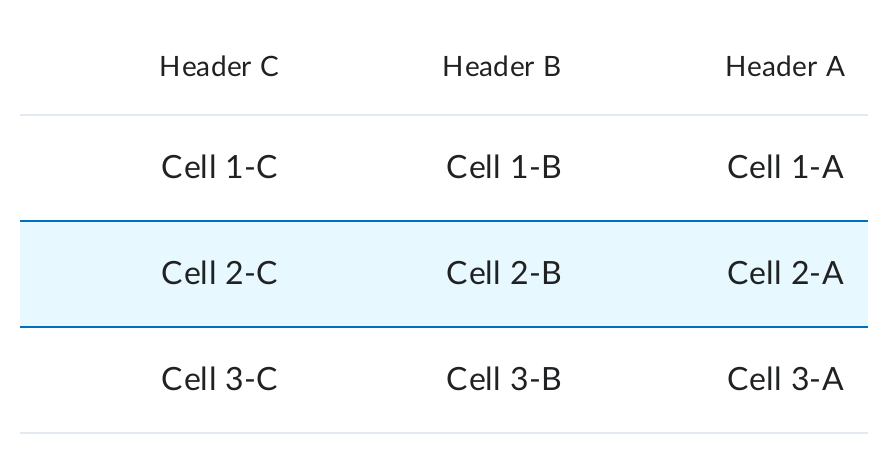 Header C Header B Header A
Cell 1-C Cell 1-B Cell 1-A
Cell 2-C Cell 2-B Cell 2-A
Cell 3-C Cell 3-B Cell 3-A